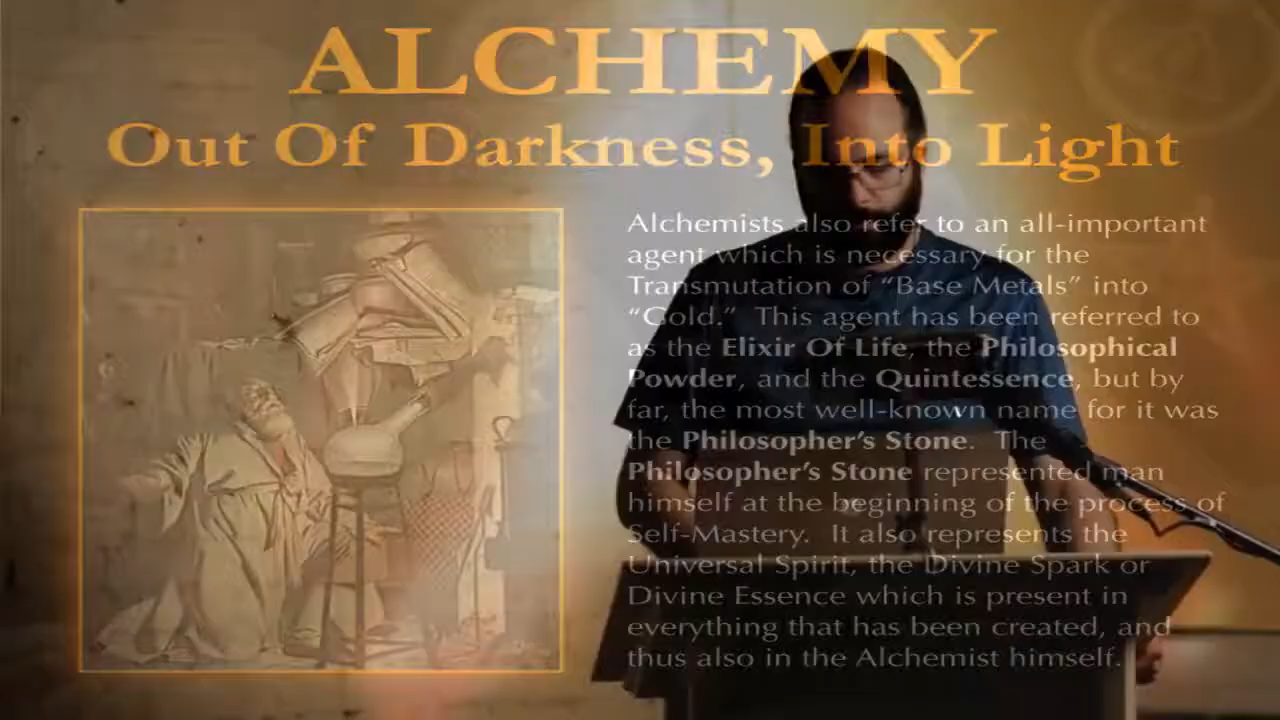 ALCHEMY
Out Of Darkness, Into Light
Alchemists also refer to an all-important
agent which is necessary for the
Transmutation of “Base Metals” into
“Gold.”  This agent has been referred to
as the Elixir Of Life, the Philosophical
Powder, and the Quintessence, but by
far, the most well-known name for it was
the Philosopher’s Stone.  The
Philosopher’s Stone represented man
himself at the beginning of the process of
Self-Mastery.  It also represents the
Universal Spirit, the Divine Spark or
Divine Essence which is present in
everything that has been created, and
thus also in the Alchemist himself.